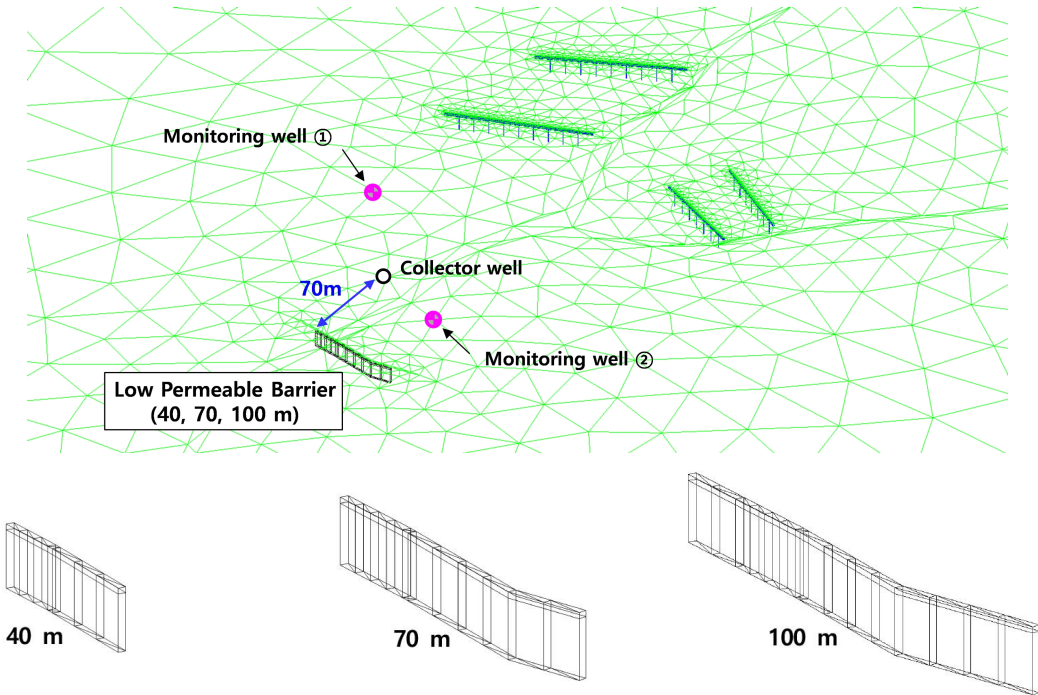 Monitoring well ①
Collector well
70m
Monitoring well ②
Low Permeable Barrier
(40, 70, 100 m)
40 m
70 m
100 m